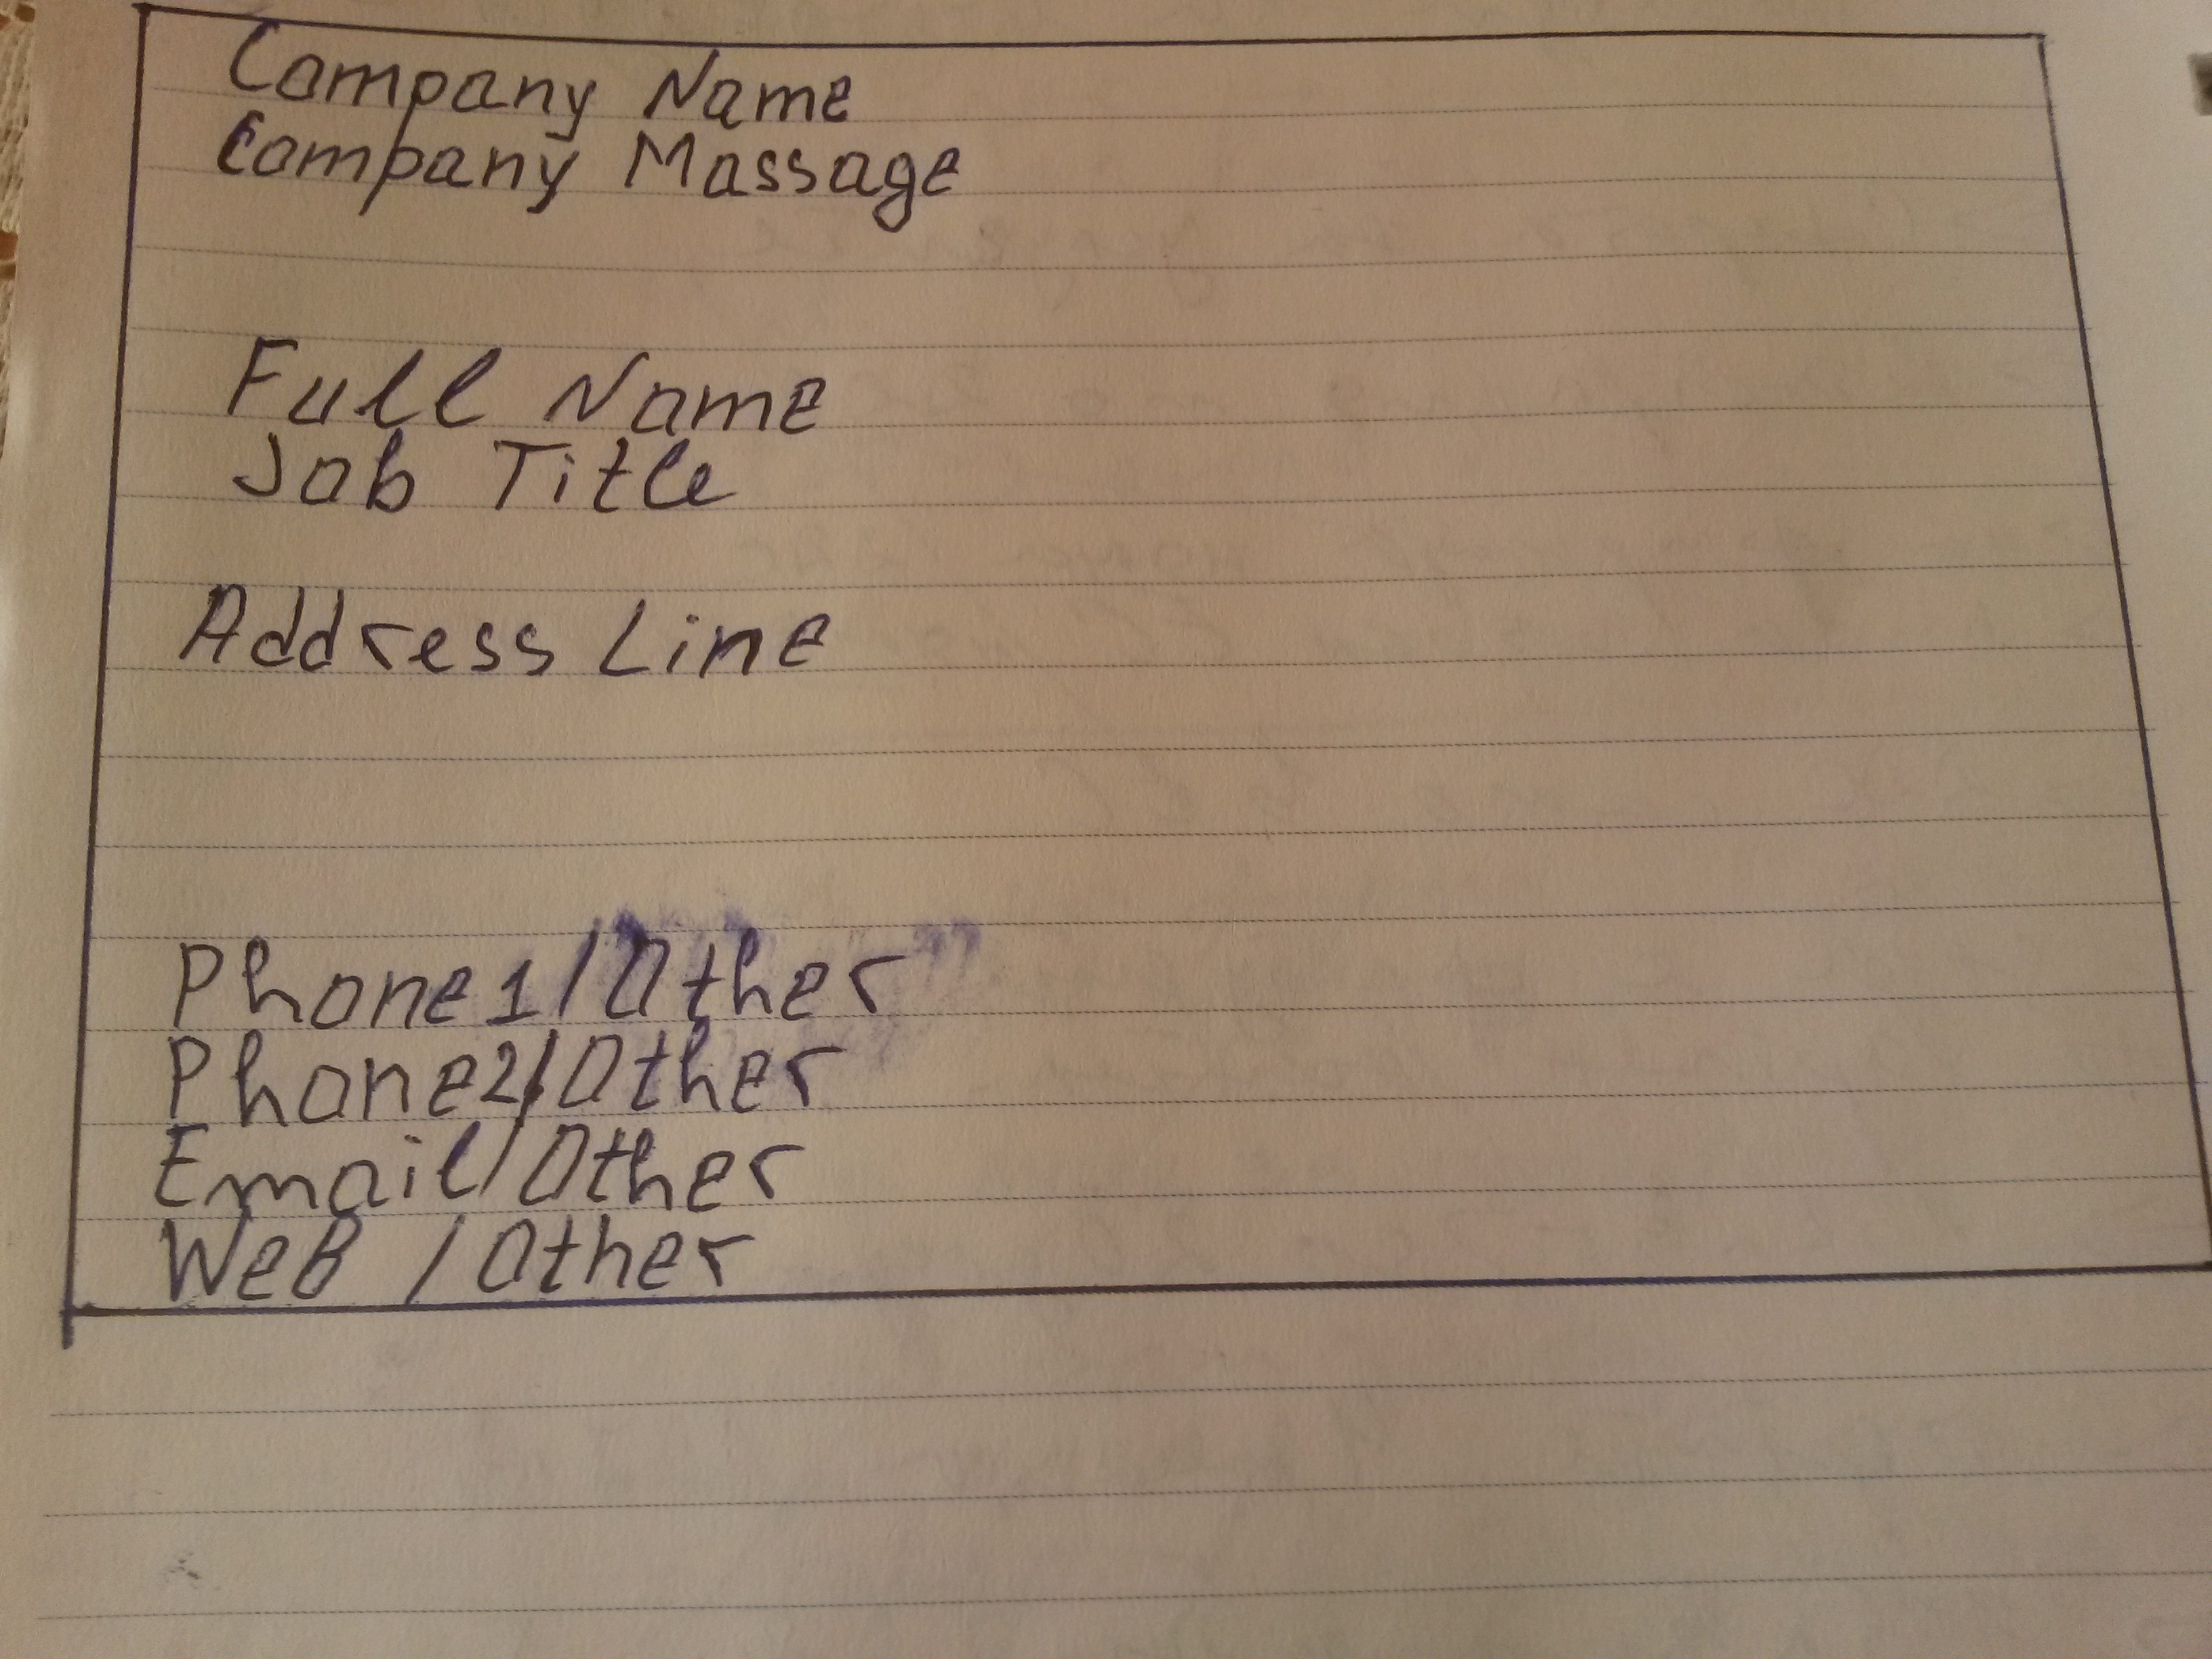 Company Name
Company Massage
Full Name
Job Title
Address Line
Phone1/Other"
Phone2/Other
Email/Other
Web / Other